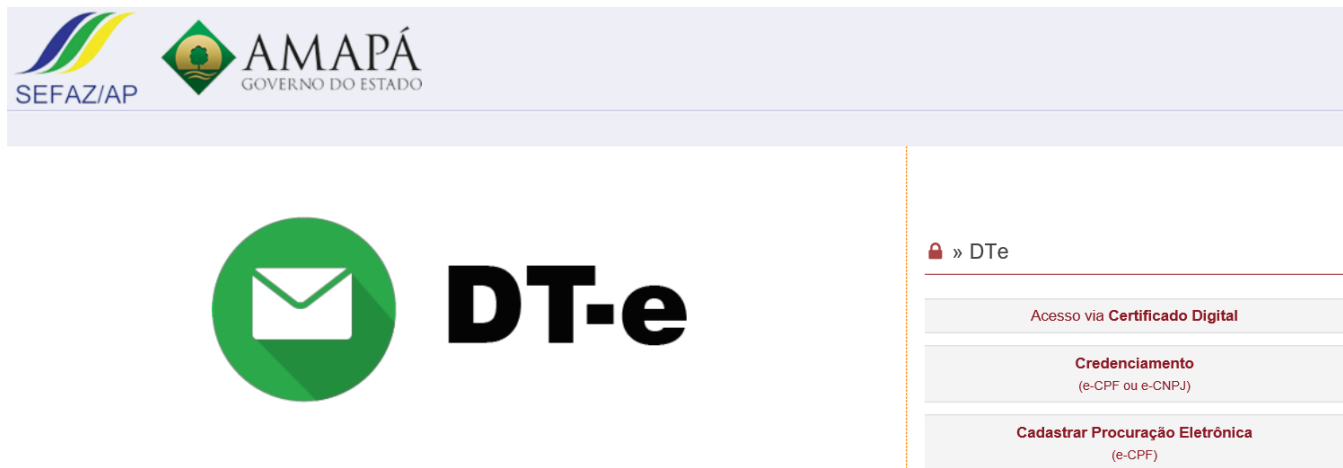 SEFAZ/AP
AMAPÁ
GOVERNO DO ESTADO
DT-e
» DTe
Acesso via Certificado Digital
Credenciamento
(e-CPF ou e-CNPJ)
Cadastrar Procuração Eletrônica
(e-CPF)